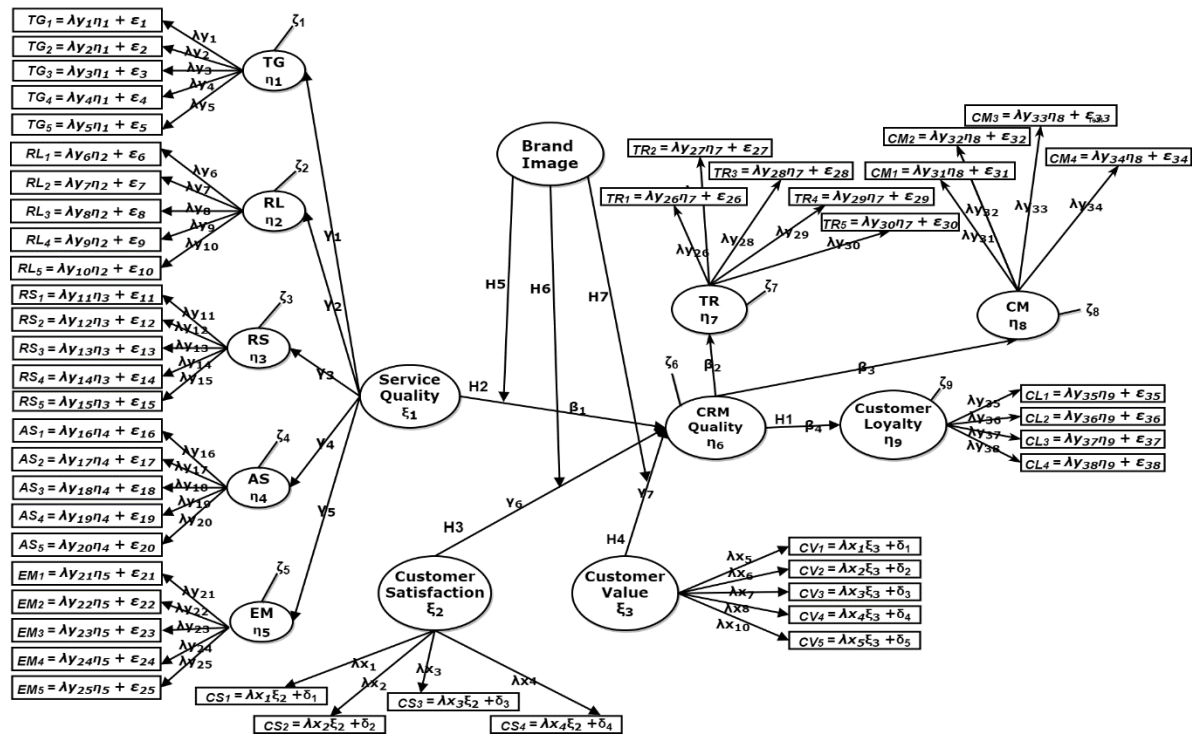 TG₁ = λy₁η₁ + ε₁
TG₂ = λy₂η₁ + ε₂
TG₃ = λy₃η₁ + ε₃
TG₄ = λy₄η₁ + ε₄
TG₅ = λy₅η₁ + ε₅
λy₁
λy₂
λy₃
λy₄
λy₅
ζ₁
TG
η₁
RL₁ = λy₆η₂ + ε₆
RL₂ = λy₇η₂ + ε₇
RL₃ = λy₈η₂ + ε₈
RL₄ = λy₉η₂ + ε₉
RL₅ = λy₁₀η₂ + ε₁₀
λy₆
λy₇
λy₈
λy₉
λy₁₀
ζ₂
RL
η₂
RS₁ = λy₁₁η₃ + ε₁₁
RS₂ = λy₁₂η₃ + ε₁₂
RS₃ = λy₁₃η₃ + ε₁₃
RS₄ = λy₁₄η₃ + ε₁₄
RS₅ = λy₁₅η₃ + ε₁₅
λy₁₁
λy₁₂
λy₁₃
λy₁₄
λy₁₅
ζ₃
RS
η₃
AS₁ = λy₁₆η₄ + ε₁₆
AS₂ = λy₁₇η₄ + ε₁₇
AS₃ = λy₁₈η₄ + ε₁₈
AS₄ = λy₁₉η₄ + ε₁₉
AS₅ = λy₂₀η₄ + ε₂₀
λy₁₆
λy₁₇
λy₁₈
λy₁₉
λy₂₀
ζ₄
AS
η₄
EM₁ = λy₂₁η₅ + ε₂₁
EM₂ = λy₂₂η₅ + ε₂₂
EM₃ = λy₂₃η₅ + ε₂₃
EM₄ = λy₂₄η₅ + ε₂₄
EM₅ = λy₂₅η₅ + ε₂₅
λy₂₁
λy₂₂
λy₂₃
λy₂₄
λy₂₅
ζ₅
EM
η₅
γ₁
γ₂
γ₃
γ₄
γ₅
Service
Quality
ξ₁
H2
β₁
Brand
Image
H5
H6
H7
TR₂ = λy₂₇η₇ + ε₂₇
TR₃ = λy₂₈η₇ + ε₂₈
TR₁ = λy₂₆η₇ + ε₂₆
TR₄ = λy₂₉η₇ + ε₂₉
TR₅ = λy₃₀η₇ + ε₃₀
λy₂₆
λy₂₈
λy₂₉
λy₃₀
ζ₇
TR
η₇
CM₃ = λy₃₃η₈ +
CM₂ = λy₃₂η₈ + ε₃₂
CM₄ = λy₃₄η₈ + ε₃₄
CM₁ = λy₃₁η₈ + ε₃₁
λy₃₂
λy₃₃
λy₃₄
λy₃₁
CM
η₈
ζ₈
β₂
β₃
ζ₆
CRM
Quality
η₆
H1
β₄
ζ₉
Customer
Loyalty
η₉
λy₃₅
λy₃₆
λy₃₇
λy₃₈
CL₁ = λy₃₅η₉ + ε₃₅
CL₂ = λy₃₆η₉ + ε₃₆
CL₃ = λy₃₇η₉ + ε₃₇
CL₄ = λy₃₈η₉ + ε₃₈
γ₆
γ₇
H3
H4
Customer
Satisfaction
ξ₂
λx₁
λx₂
λx₃
λx₄
CS₁ = λx₁ξ₂ + δ₁
CS₂ = λx₂ξ₂ + δ₂
CS₃ = λx₃ξ₂ + δ₃
CS₄ = λx₄ξ₂ + δ₄
Customer
Value
ξ₃
λx₅
λx₆
λx₇
λx₈
λx₁₀
CV₁ = λx₁ξ₃ + δ₁
CV₂ = λx₂ξ₃ + δ₂
CV₃ = λx₃ξ₃ + δ₃
CV₄ = λx₄ξ₃ + δ₄
CV₅ = λx₅ξ₃ + δ₅